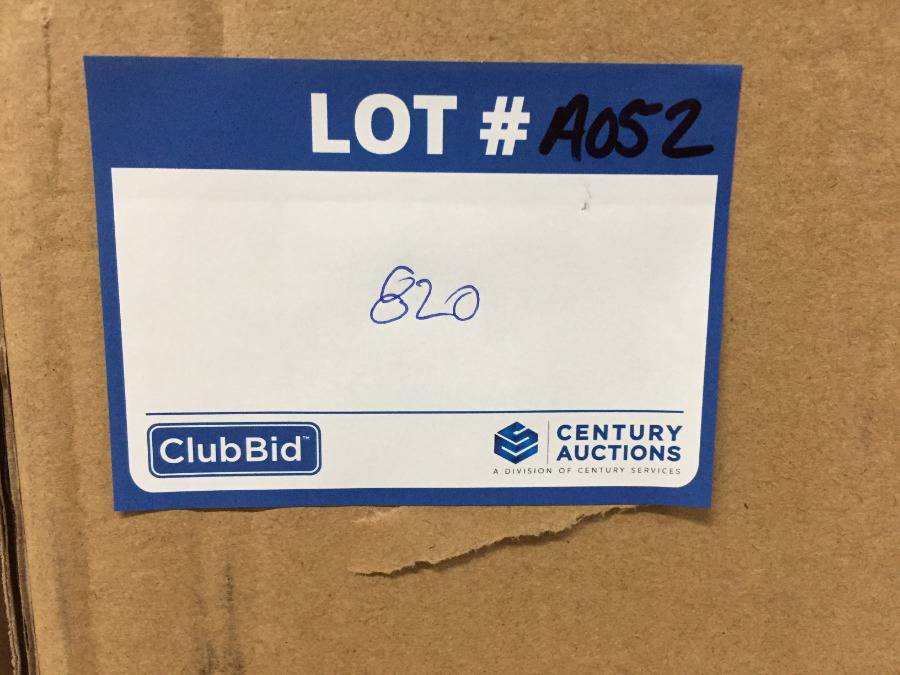 LOT # A052
820
ClubBid™
CENTURY
AUCTIONS
A DIVISION OF CENTURY SERVICES